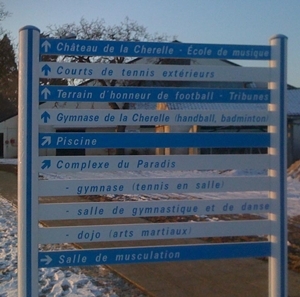 Château de la Cherelle - École de musique
Courts de tennis extérieurs
Terrain d'honneur de football - Tribunes
Gymnase de la Cherelle (handball, badminton)
Piscine
Complexe du Paradis
- gymnase (tennis en salle)
- salle de gymnastique et de danse
- dojo (arts martiaux)
Salle de musculation